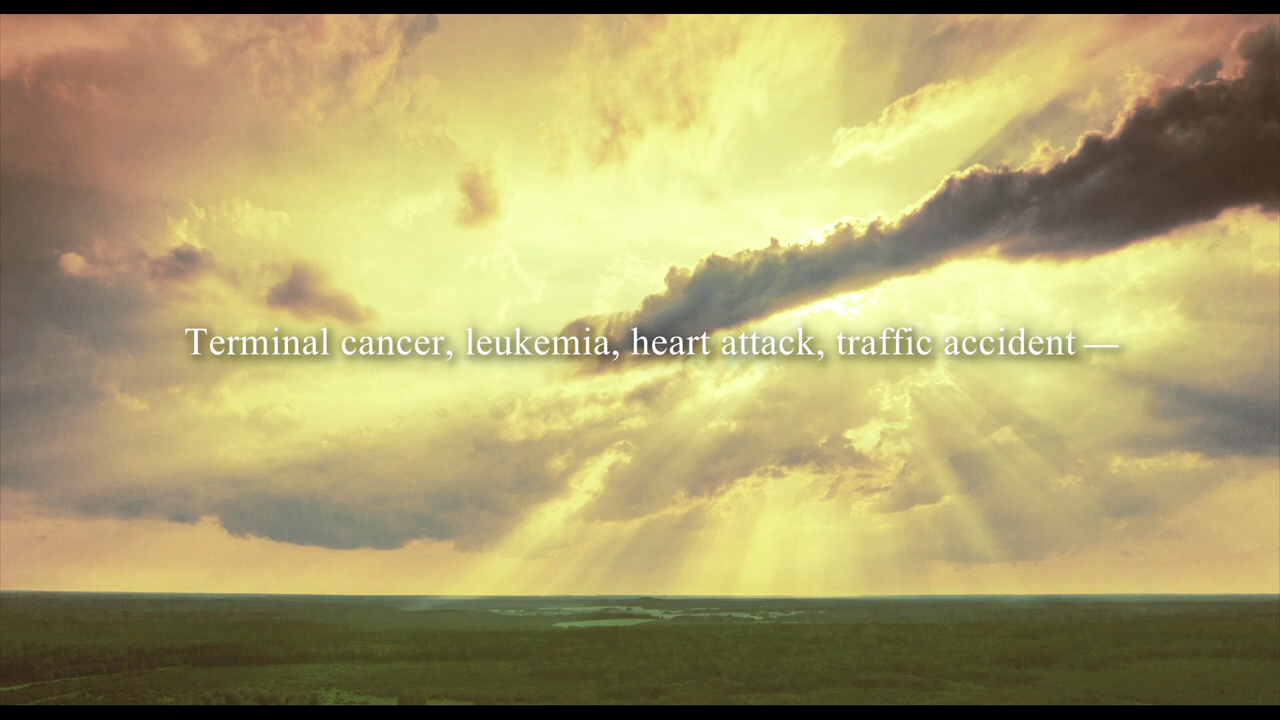 Terminal cancer, leukemia, heart attack, traffic accident —